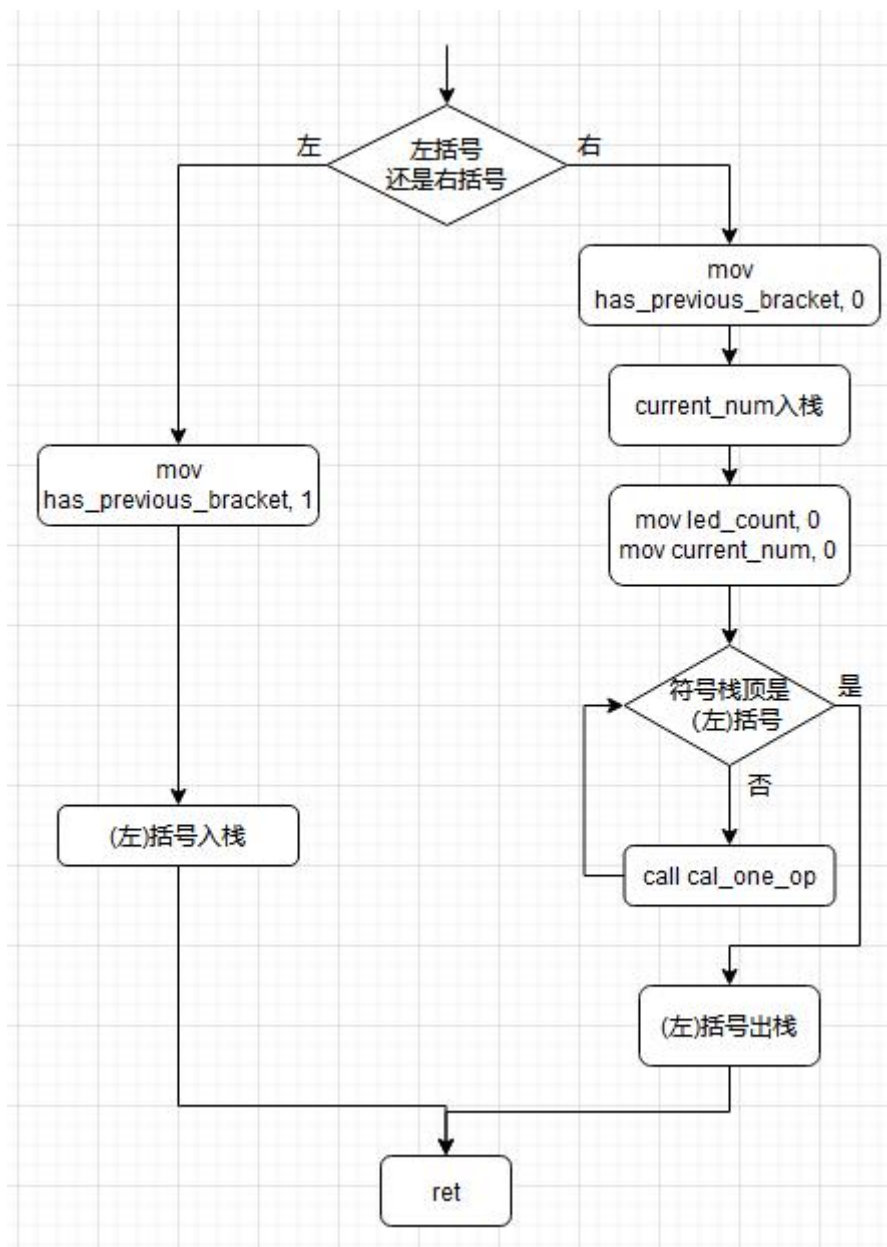 左括号
还是右括号
左
右
mov
has_previous_bracket, 0
current_num入栈
mov
has_previous_bracket, 1
mov led_count, 0
mov current_num, 0
符号栈顶是
(左)括号
是
否
(左)括号入栈
call cal_one_op
(左)括号出栈
ret